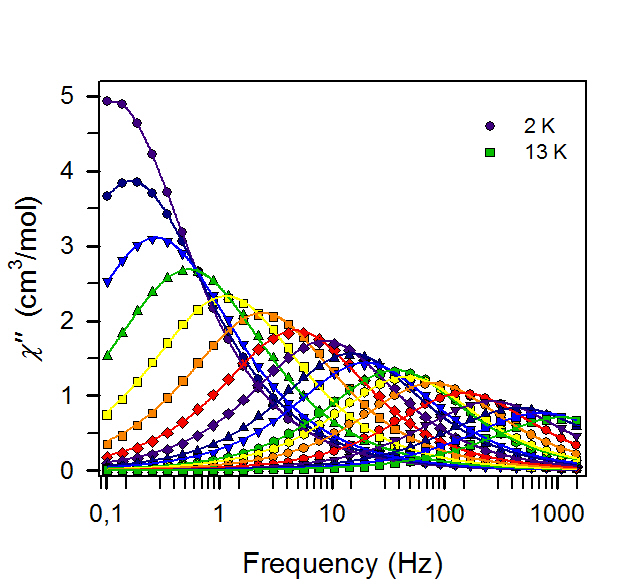 5
4
3
2
1
0
χ″ (cm³/mol)
2 K
13 K
0,1 1 10 100 1000
Frequency (Hz)